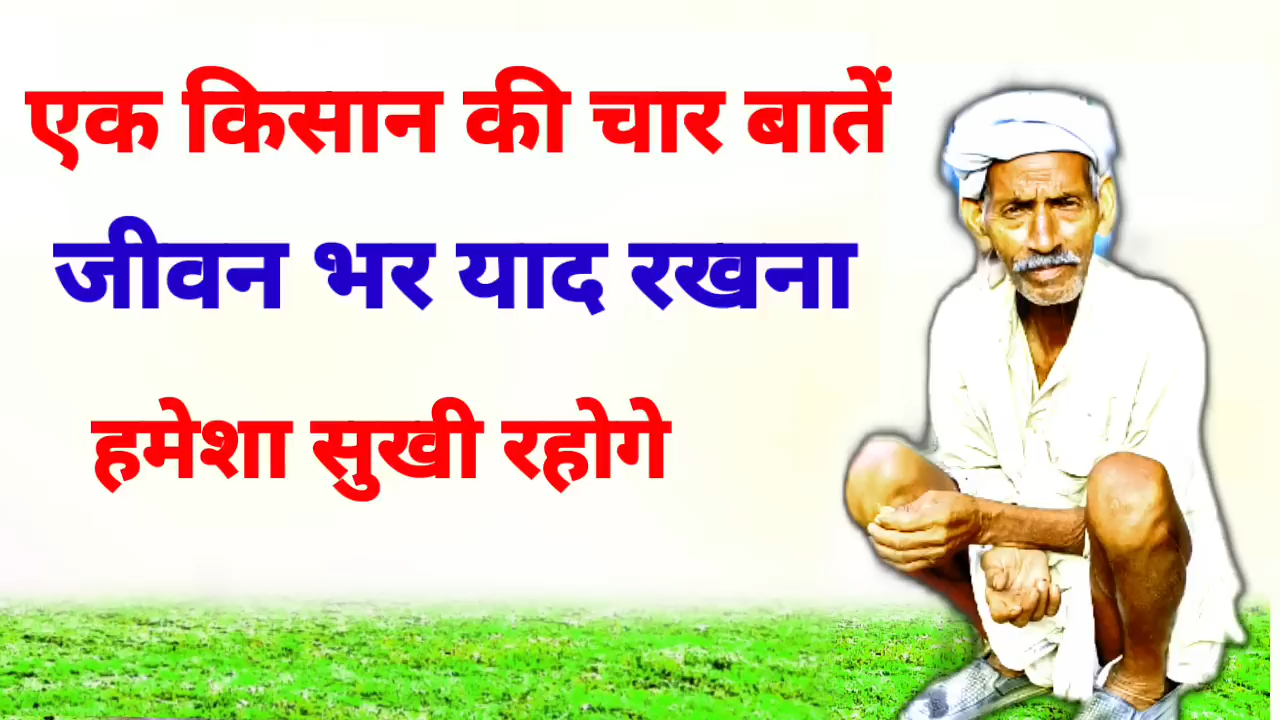 एक किसान की चार बातें
जीवन भर याद रखना
हमेशा सुखी रहोगे